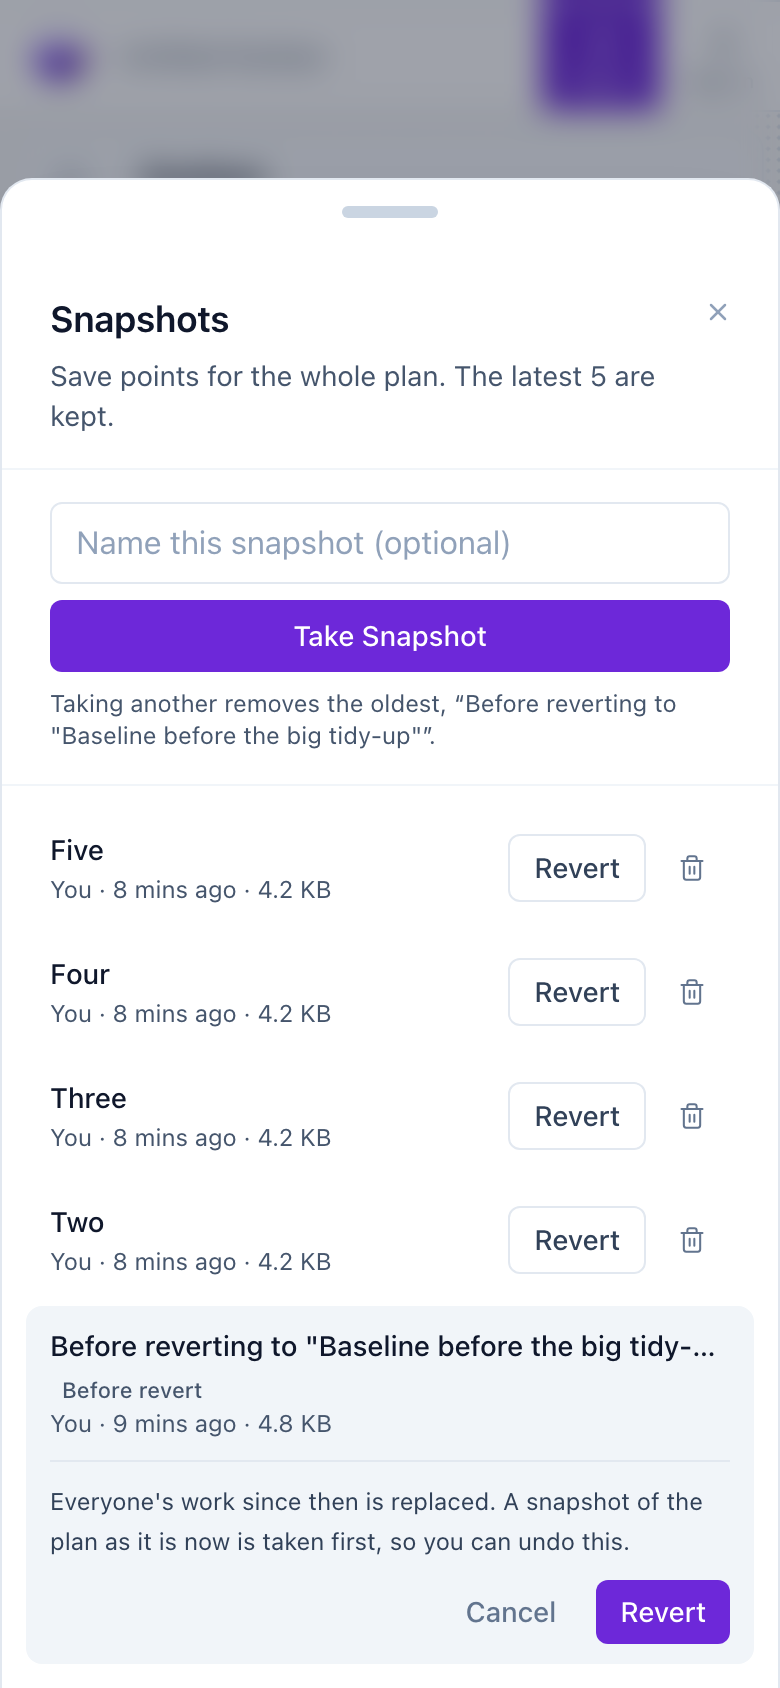 Snapshots
Save points for the whole plan. The latest 5 are
kept.
Name this snapshot (optional)
Take Snapshot
Taking another removes the oldest, “Before reverting to
"Baseline before the big tidy-up"”.
Five
You · 8 mins ago · 4.2 KB
Revert
Four
You · 8 mins ago · 4.2 KB
Revert
Three
You · 8 mins ago · 4.2 KB
Revert
Two
You · 8 mins ago · 4.2 KB
Revert
Before reverting to "Baseline before the big tidy-...
Before revert
You · 9 mins ago · 4.8 KB
Everyone's work since then is replaced. A snapshot of the
plan as it is now is taken first, so you can undo this.
Cancel
Revert